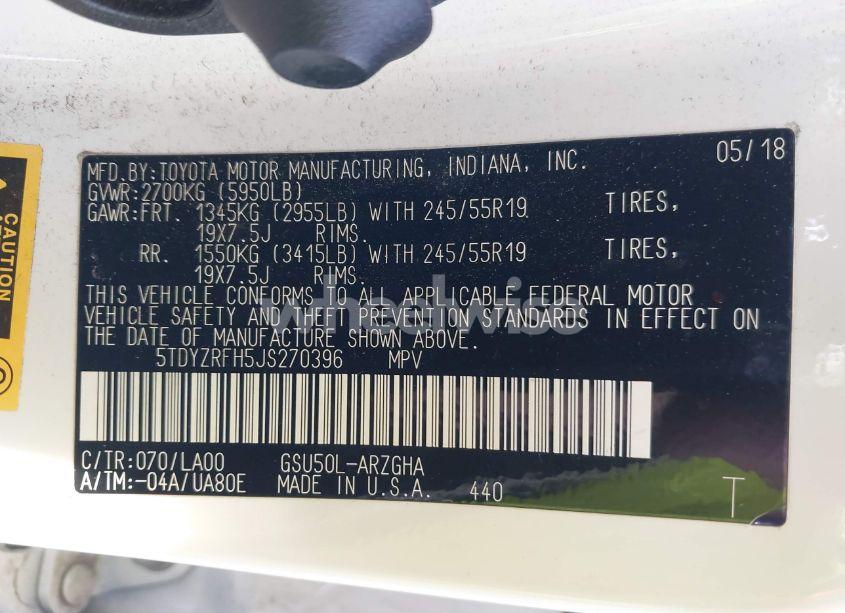 MFD.BY:TOYOTA MOTOR MANUFACTURING, INDIANA, INC. 05/18
GVWR:2700KG (5950LB)
GAWR:FRT. 1345KG (2955LB) WITH 245/55R19 TIRES,
19X7.5J RIMS.
RR. 1550KG (3415LB) WITH 245/55R19 TIRES,
19X7.5J RIMS.
THIS VEHICLE CONFORMS TO ALL APPLICABLE FEDERAL MOTOR
VEHICLE SAFETY AND THEFT PREVENTION STANDARDS IN EFFECT ON
THE DATE OF MANUFACTURE SHOWN ABOVE.
5TDYZRFH5JS270396 MPV
C/TR:070/LA00 GSU50L-ARZGHA
A/TM:-04A/UA80E MADE IN U.S.A. 440 T
CAUTION
wheelwise